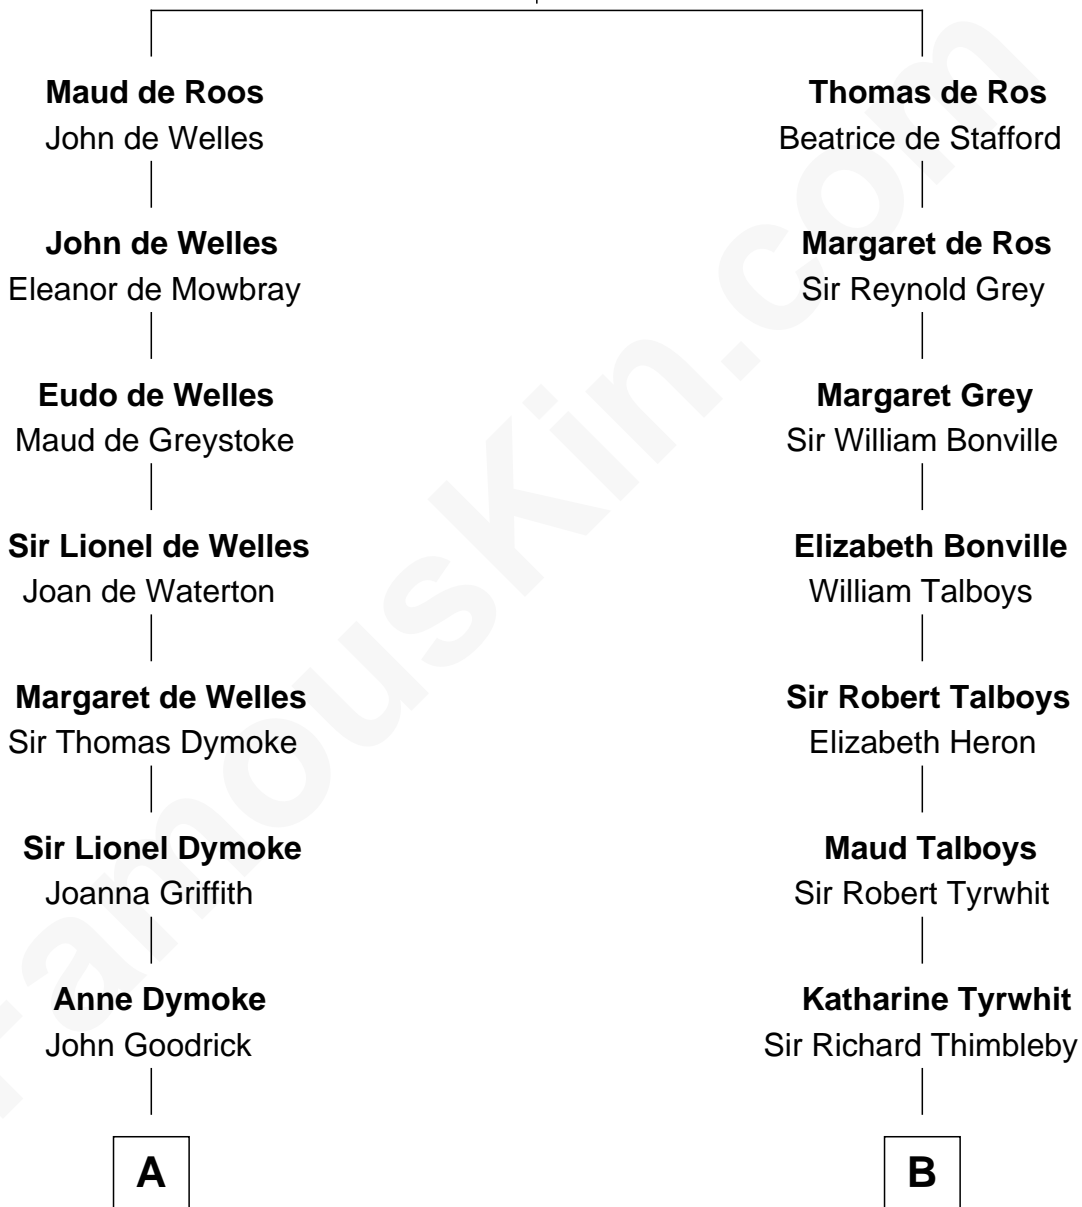 Maud de Roos
John de Welles
Thomas de Ros
Beatrice de Stafford
John de Welles
Eleanor de Mowbray
Margaret de Ros
Sir Reynold Grey
Eudo de Welles
Maud de Greystoke
Margaret Grey
Sir William Bonville
Sir Lionel de Welles
Joan de Waterton
Elizabeth Bonville
William Talboys
Margaret de Welles
Sir Thomas Dymoke
Sir Robert Talboys
Elizabeth Heron
Sir Lionel Dymoke
Joanna Griffith
Maud Talboys
Sir Robert Tyrwhit
Anne Dymoke
John Goodrick
Katharine Tyrwhit
Sir Richard Thimbleby
A
B
FamousKin.com